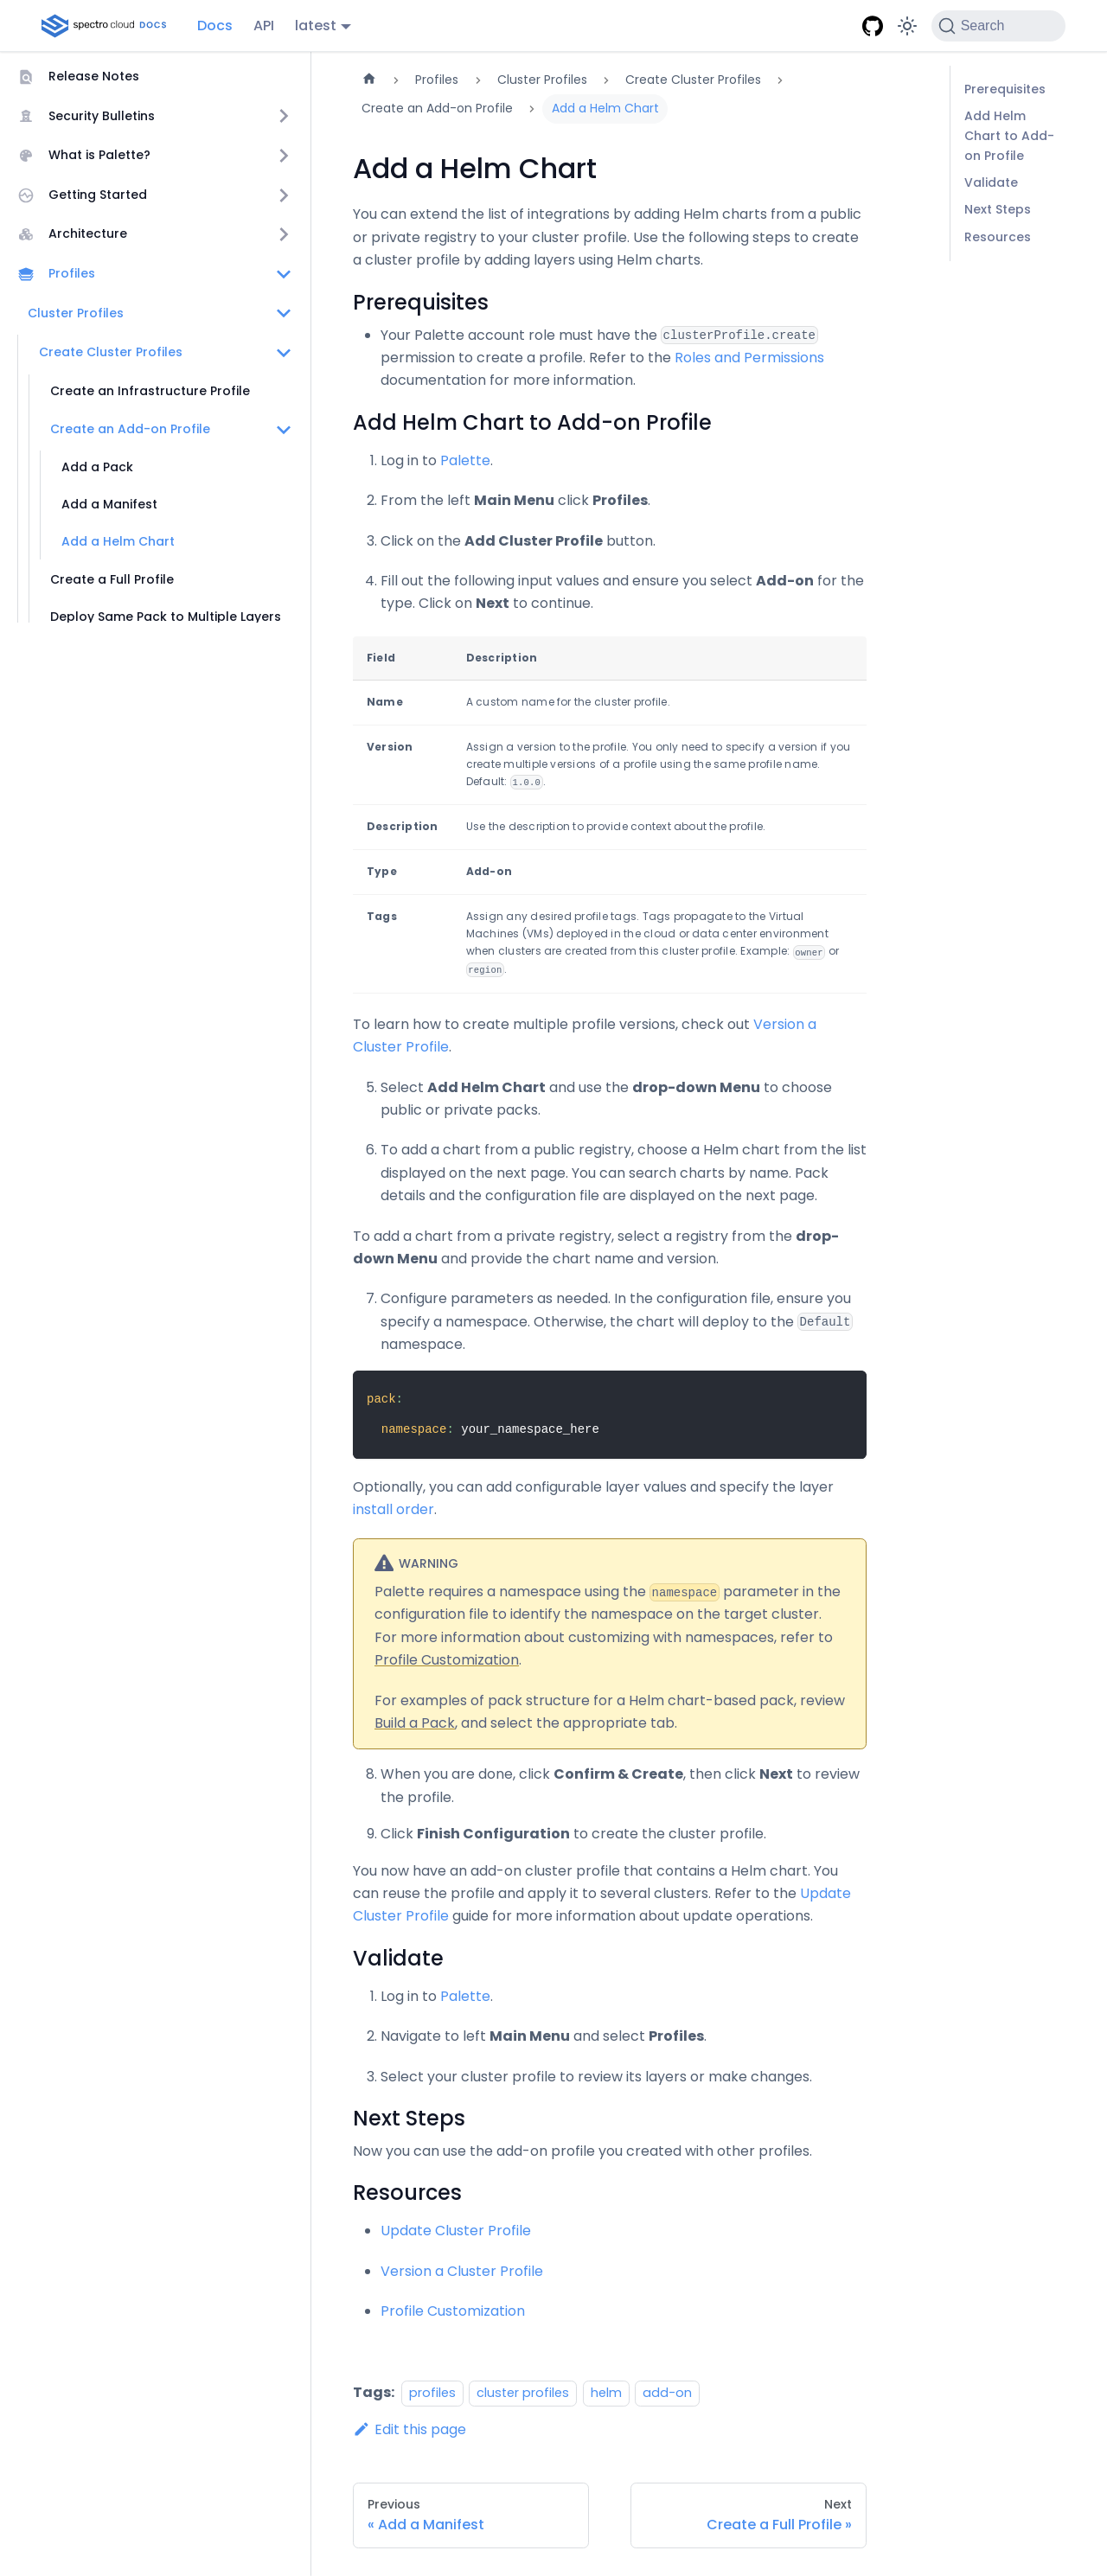 spectro cloud DOCS
Docs
API
latest
Search
Release Notes
Security Bulletins
What is Palette?
Getting Started
Architecture
Profiles
Cluster Profiles
Create Cluster Profiles
Create an Infrastructure Profile
Create an Add-on Profile
Add a Pack
Add a Manifest
Add a Helm Chart
Create a Full Profile
Deploy Same Pack to Multiple Layers
Profiles
Cluster Profiles
Create Cluster Profiles
Create an Add-on Profile
Add a Helm Chart
Add a Helm Chart
You can extend the list of integrations by adding Helm charts from a public
or private registry to your cluster profile. Use the following steps to create
a cluster profile by adding layers using Helm charts.
Prerequisites
Your Palette account role must have the clusterProfile.create
permission to create a profile. Refer to the Roles and Permissions
documentation for more information.
Add Helm Chart to Add-on Profile
1. Log in to Palette.
2. From the left Main Menu click Profiles.
3. Click on the Add Cluster Profile button.
4. Fill out the following input values and ensure you select Add-on for the
type. Click on Next to continue.
Field Description
Name A custom name for the cluster profile.
Version Assign a version to the profile. You only need to specify a version if you
create multiple versions of a profile using the same profile name.
Default: 1.0.0.
Description Use the description to provide context about the profile.
Type Add-on
Tags Assign any desired profile tags. Tags propagate to the Virtual
Machines (VMs) deployed in the cloud or data center environment
when clusters are created from this cluster profile. Example: owner or
region.
To learn how to create multiple profile versions, check out Version a
Cluster Profile.
5. Select Add Helm Chart and use the drop-down Menu to choose
public or private packs.
6. To add a chart from a public registry, choose a Helm chart from the list
displayed on the next page. You can search charts by name. Pack
details and the configuration file are displayed on the next page.
To add a chart from a private registry, select a registry from the drop-
down Menu and provide the chart name and version.
7. Configure parameters as needed. In the configuration file, ensure you
specify a namespace. Otherwise, the chart will deploy to the Default
namespace.
pack:
namespace: your_namespace_here
Optionally, you can add configurable layer values and specify the layer
install order.
WARNING
Palette requires a namespace using the namespace parameter in the
configuration file to identify the namespace on the target cluster.
For more information about customizing with namespaces, refer to
Profile Customization.
For examples of pack structure for a Helm chart-based pack, review
Build a Pack, and select the appropriate tab.
8. When you are done, click Confirm & Create, then click Next to review
the profile.
9. Click Finish Configuration to create the cluster profile.
You now have an add-on cluster profile that contains a Helm chart. You
can reuse the profile and apply it to several clusters. Refer to the Update
Cluster Profile guide for more information about update operations.
Validate
1. Log in to Palette.
2. Navigate to left Main Menu and select Profiles.
3. Select your cluster profile to review its layers or make changes.
Next Steps
Now you can use the add-on profile you created with other profiles.
Resources
Update Cluster Profile
Version a Cluster Profile
Profile Customization
Tags: profiles cluster profiles helm add-on
Edit this page
Previous
« Add a Manifest
Next
Create a Full Profile »
Prerequisites
Add Helm
Chart to Add-
on Profile
Validate
Next Steps
Resources